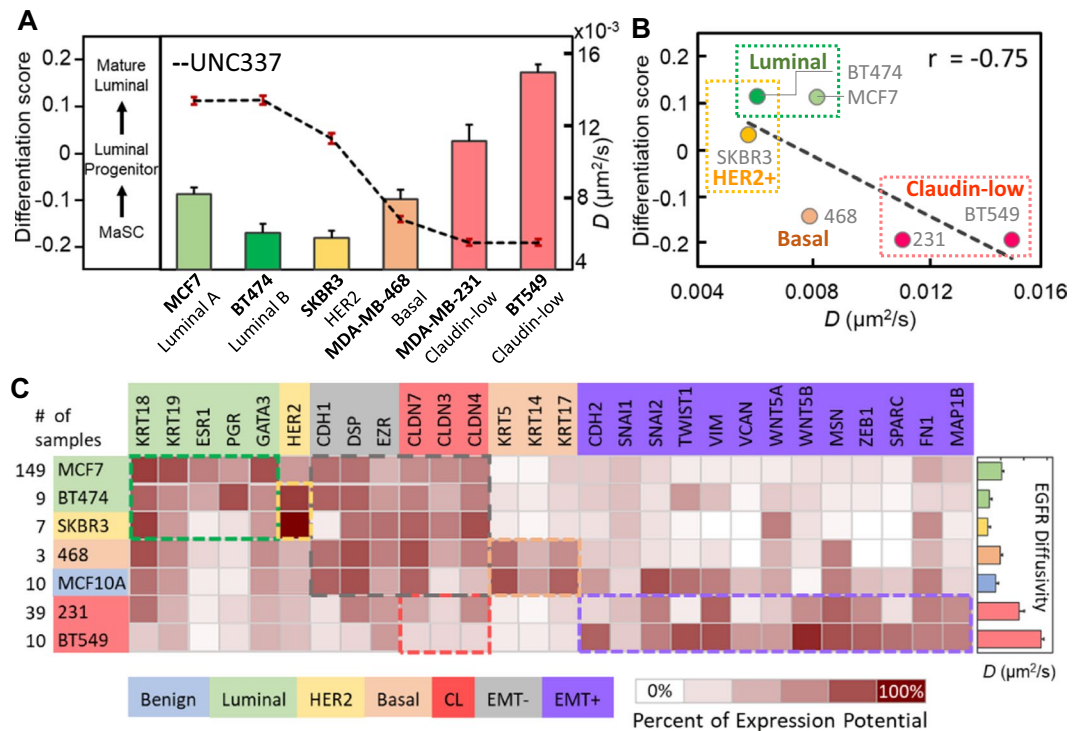 A
Differentiation score
0.2
0.1
0
-0.1
-0.2
Mature
Luminal
Luminal
Progenitor
MaSC
--UNC337
x10⁻³
16
12
8
4
D (µm²/s)
MCF7
Luminal A
BT474
Luminal B
SKBR3
HER2
MDA-MB-468
Basal
MDA-MB-231
Claudin-low
BT549
Claudin-low
B
Differentiation score
0.2
0.1
0
-0.1
-0.2
r = -0.75
Luminal
BT474
MCF7
SKBR3
HER2+
Claudin-low
BT549
468
231
Basal
0.004
0.008
0.012
0.016
D (µm²/s)
C
# of
samples
KRT18
KRT19
ESR1
PGR
GATA3
HER2
CDH1
DSP
EZR
CLDN7
CLDN3
CLDN4
KRT5
KRT14
KRT17
CDH2
SNAI1
SNAI2
TWIST1
VIM
VCAN
WNT5A
WNT5B
MSN
ZEB1
SPARC
FN1
MAP1B
149 MCF7
9 BT474
7 SKBR3
3 468
10 MCF10A
39 231
10 BT549
EGFR Diffusivity
D (µm²/s)
Benign
Luminal
HER2
Basal
CL
EMT-
EMT+
0%
100%
Percent of Expression Potential